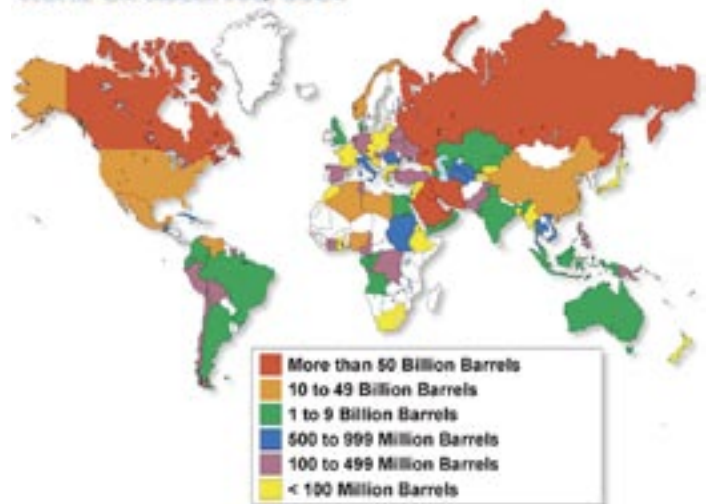 More than 50 Billion Barrels
10 to 49 Billion Barrels
1 to 9 Billion Barrels
500 to 999 Million Barrels
100 to 499 Million Barrels
< 100 Million Barrels